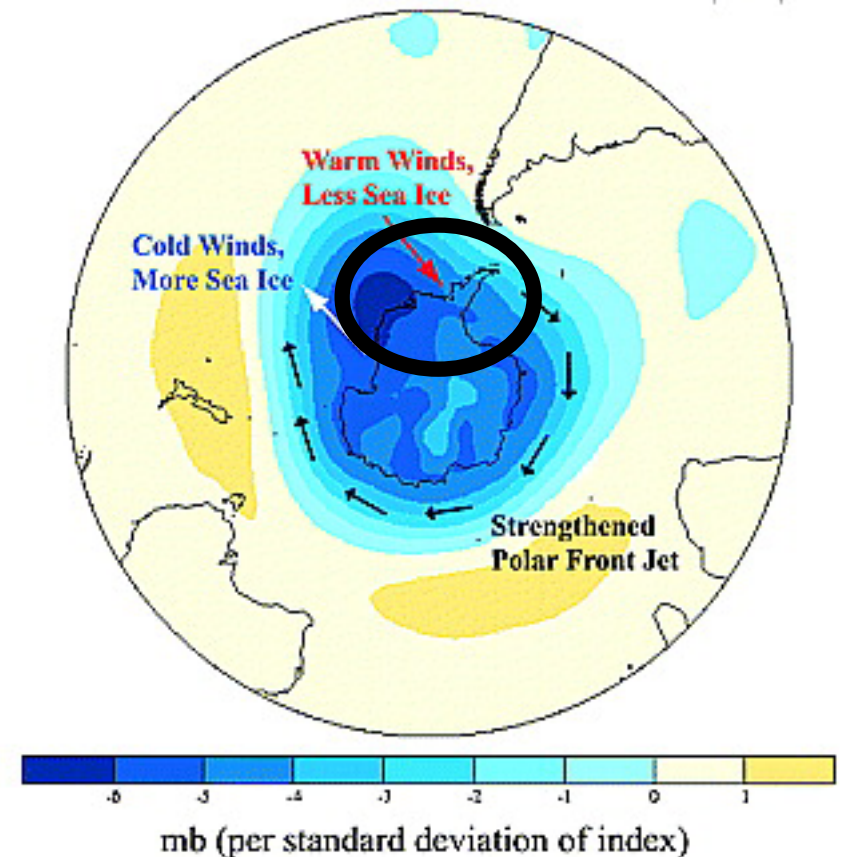 Warm Winds,
Less Sea Ice
Cold Winds,
More Sea Ice
Strengthened
Polar Front Jet
-6 -5 -4 -3 -2 -1 0 1
mb (per standard deviation of index)